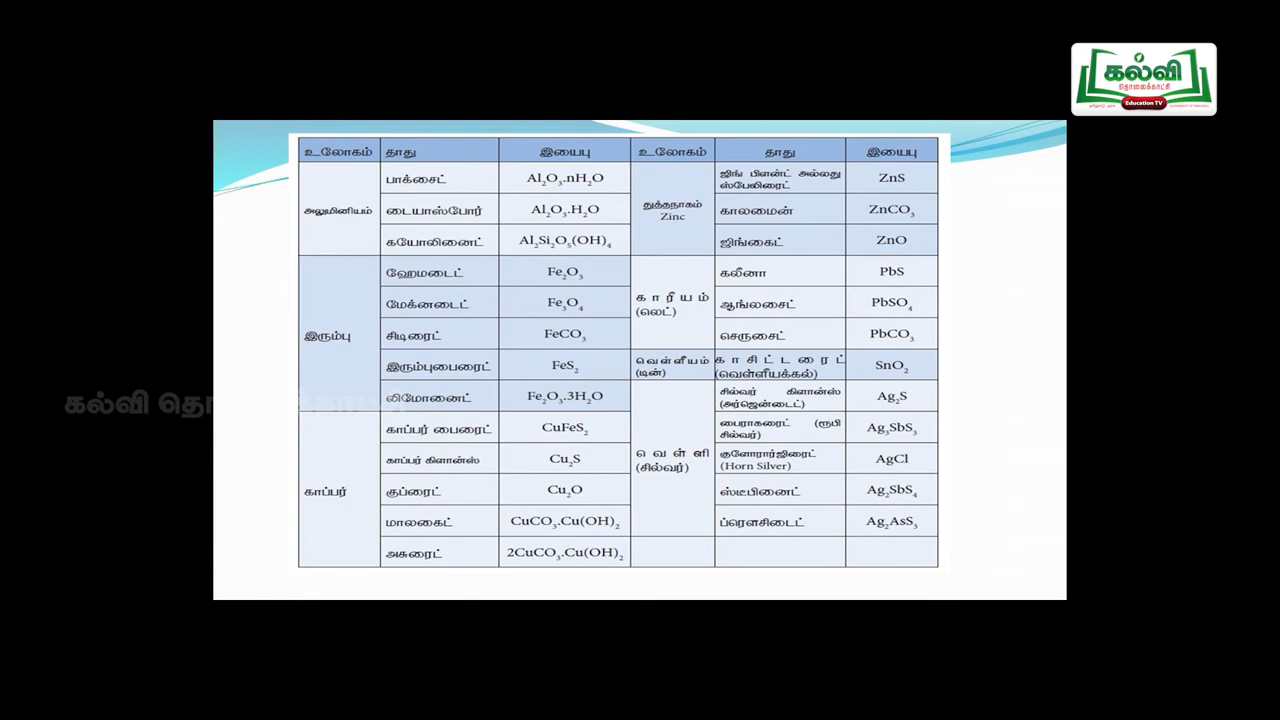 கல்வி
தொலைக்காட்சி
Education TV
உலோகம் தாது இயைபு உலோகம் தாது இயைபு
அலுமினியம் பாக்சைட் Al₂O₃.nH₂O துத்தநாகம் Zinc ஜிங் பிளன்ட் அல்லது ஸ்பேலிரைட் ZnS
டையாஸ்போர் Al₂O₃.H₂O காலமைன் ZnCO₃
கயோலினைட் Al₂Si₂O₅(OH)₄ ஜிங்கைட் ZnO
இரும்பு ஹேமடைட் Fe₂O₃ காரீயம் (லெட்) கலீனா PbS
மேக்னடைட் Fe₃O₄ ஆங்லசைட் PbSO₄
சிடிரைட் FeCO₃ செருசைட் PbCO₃
இரும்புபைரைட் FeS₂ வெள்ளீயம் (டின்) காசிட்டரைட் (வெள்ளீயக்கல்) SnO₂
லிமோனைட் Fe₂O₃.3H₂O வெள்ளி (சில்வர்) சில்வர் கிளான்ஸ் (அர்ஜென்டைட்) Ag₂S
காப்பர் காப்பர் பைரைட் CuFeS₂ பைராகரைட் (ரூபி சில்வர்) Ag₃SbS₃
காப்பர் கிளான்ஸ் Cu₂S குளோரார்ஜிரைட் (Horn Silver) AgCl
குப்ரைட் Cu₂O ஸ்டீபினைட் Ag₂SbS₄
மாலகைட் CuCO₃.Cu(OH)₂ ப்ரௌசிடைட் Ag₂AsS₃
அசுரைட் 2CuCO₃.Cu(OH)₂
கல்வி தொலைக்காட்சி